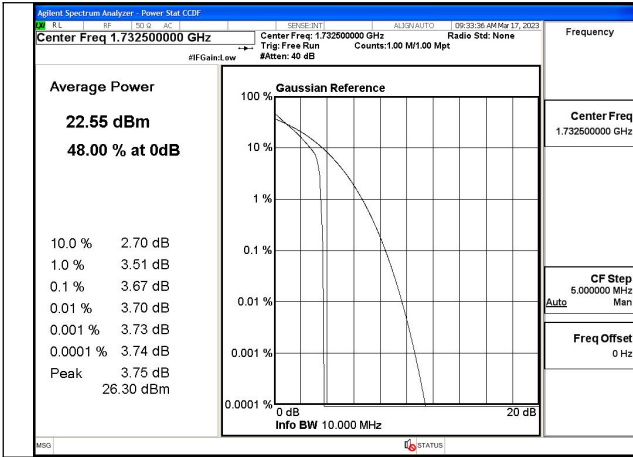 Agilent Spectrum Analyzer - Power Stat CCDF
RL RF 50 Ω AC SENSE:INT ALIGN AUTO 09:33:36 AM Mar 17, 2023
Center Freq 1.732500000 GHz
Center Freq: 1.732500000 GHz Radio Std: None
Trig: Free Run Counts:1.00 M/1.00 Mpt
#IFGain:Low #Atten: 40 dB
Frequency
Average Power
22.55 dBm
48.00 % at 0dB
10.0 % 2.70 dB
1.0 % 3.51 dB
0.1 % 3.67 dB
0.01 % 3.70 dB
0.001 % 3.73 dB
0.0001 % 3.74 dB
Peak 3.75 dB
26.30 dBm
Gaussian Reference
100 %
10 %
1 %
0.1 %
0.01 %
0.001 %
0.0001 %
0 dB 20 dB
Info BW 10.000 MHz
Center Freq
1.732500000 GHz
CF Step
5.000000 MHz
Auto Man
Freq Offset
0 Hz
MSG STATUS